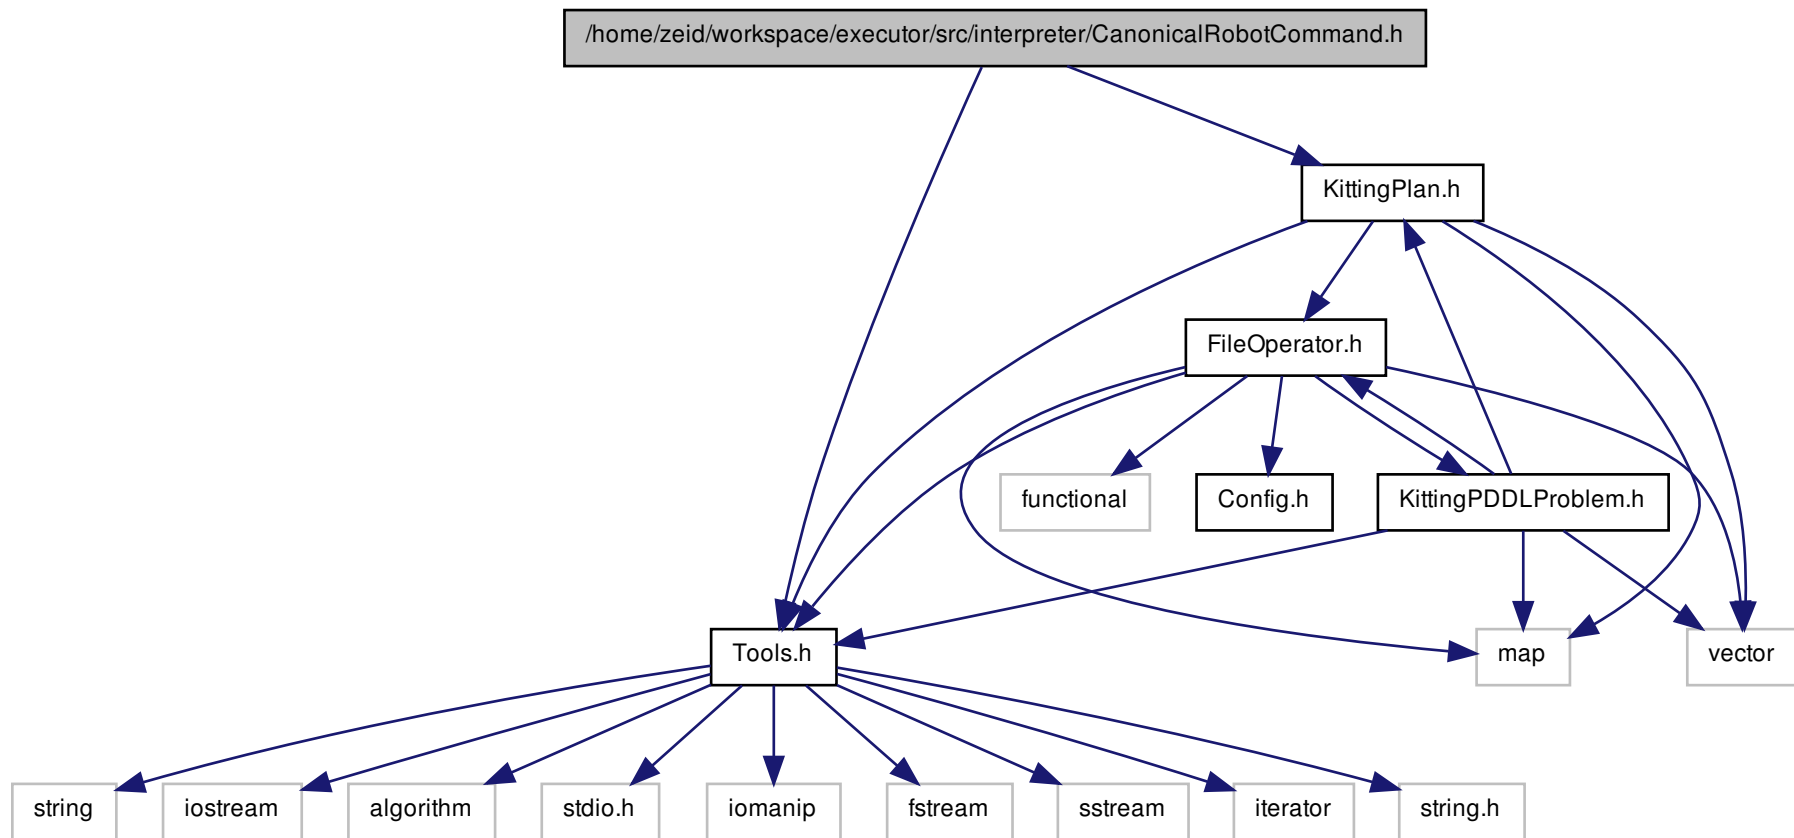 /home/zeid/workspace/executor/src/interpreter/CanonicalRobotCommand.h
KittingPlan.h
FileOperator.h
functional
Config.h
KittingPDDLProblem.h
Tools.h
map
vector
string
iostream
algorithm
stdio.h
iomanip
fstream
sstream
iterator
string.h